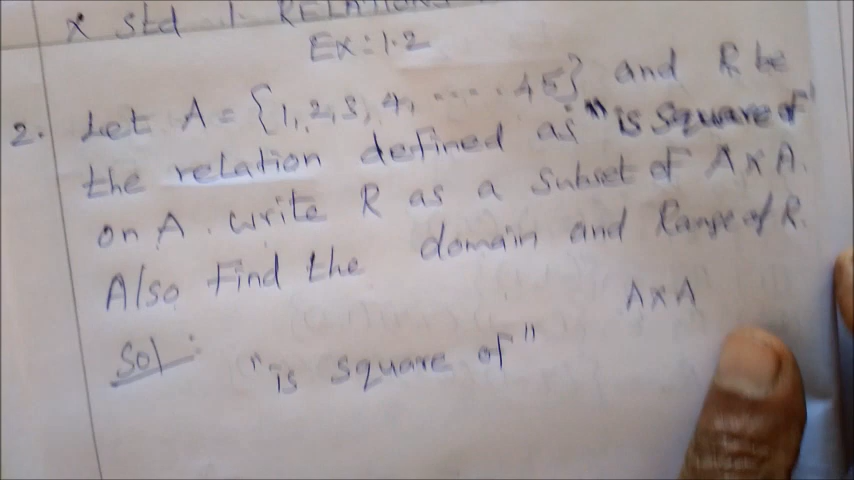 x std 1. RELATIONS
Ex: 1.2
2. Let A = {1, 2, 3, 4, ..... 45} and R be
the relation defined as "is square of"
on A. write R as a subset of A x A.
Also Find the domain and Range of R.
A x A
Sol:
"is square of"